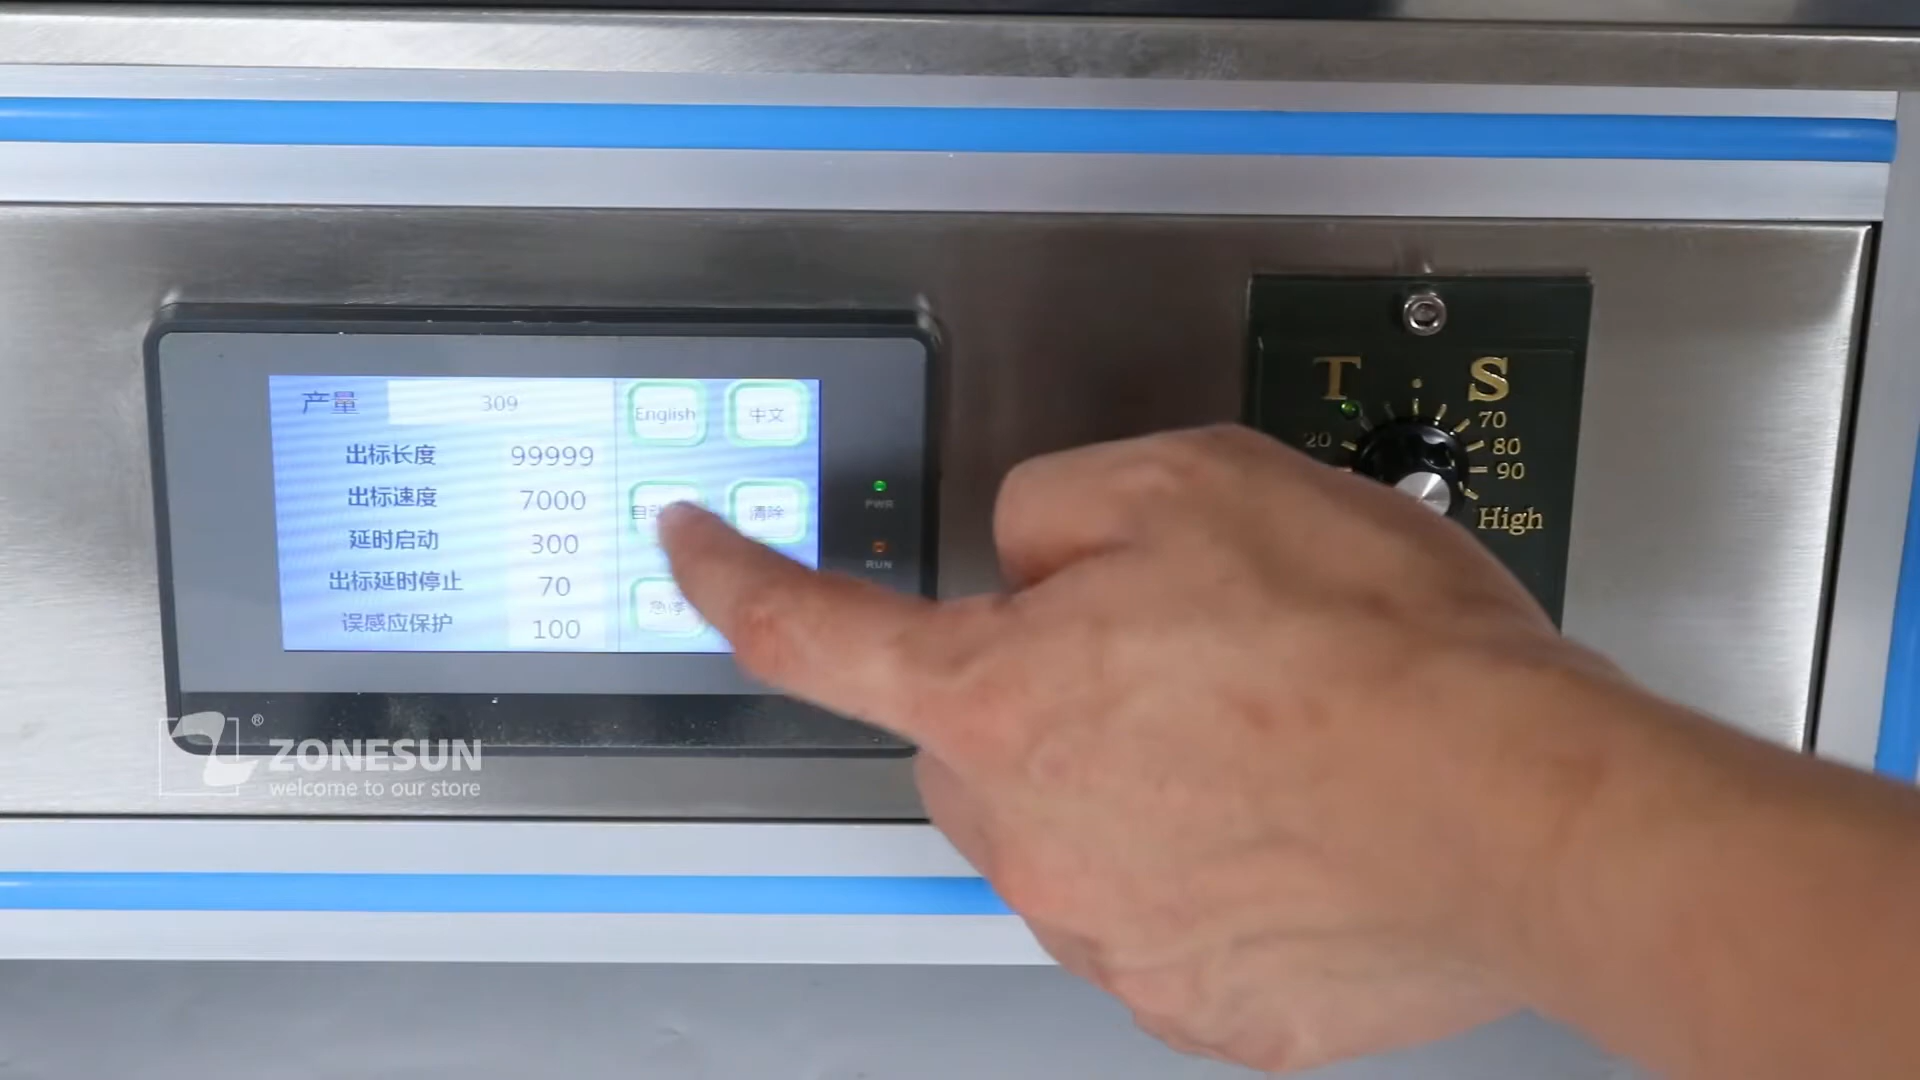 产量 309
English 中文
出标长度 99999
出标速度 7000
清除
延时启动 300
出标延时停止 70
急停
误感应保护 100
PWR
RUN
T S
20
70
80
90
High
®
ZONESUN
welcome to our store